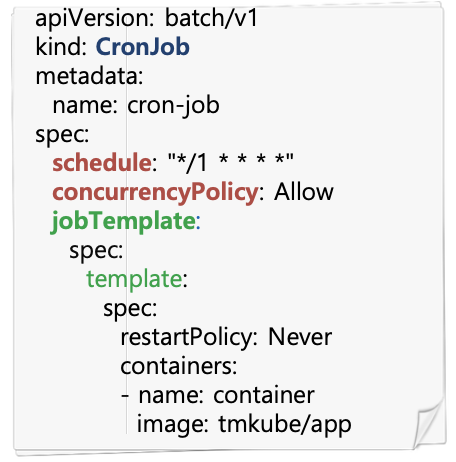 apiVersion: batch/v1
kind: CronJob
metadata:
  name: cron-job
spec:
  schedule: "*/1 * * * *"
  concurrencyPolicy: Allow
  jobTemplate:
    spec:
      template:
        spec:
          restartPolicy: Never
          containers:
          - name: container
            image: tmkube/app